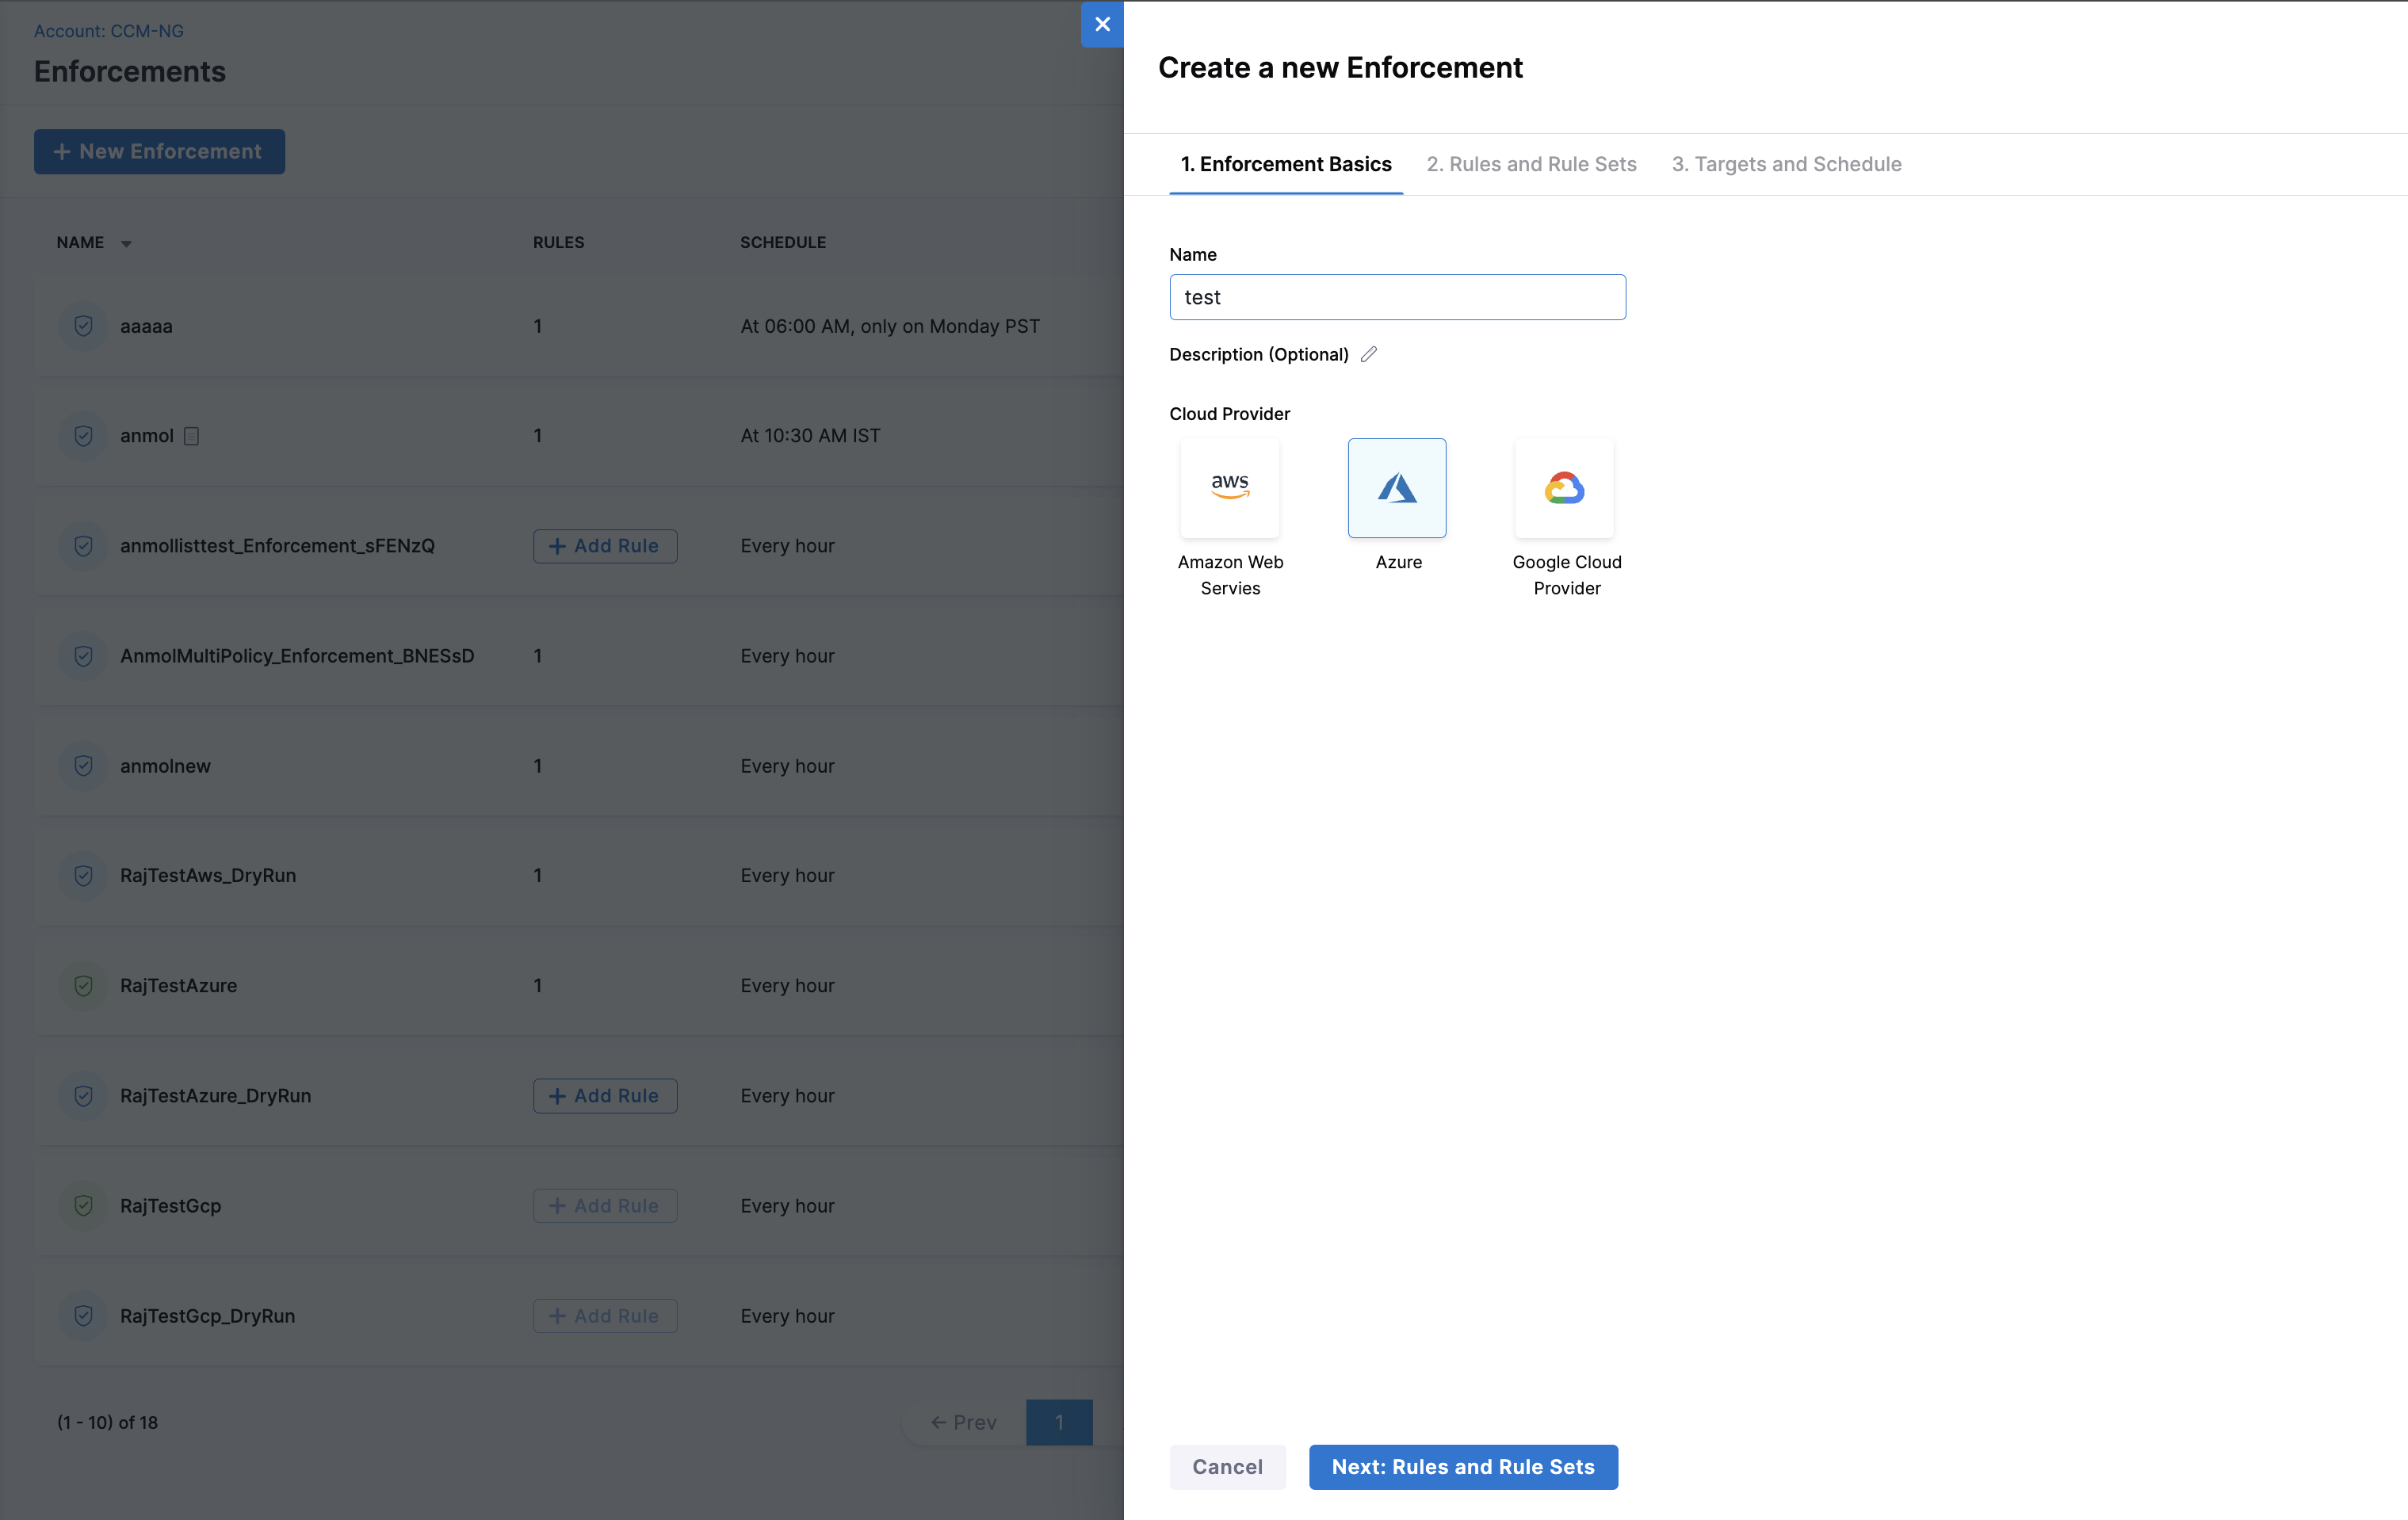 Account: CCM-NG
Enforcements
New Enforcement
NAME RULES SCHEDULE
aaaaa 1 At 06:00 AM, only on Monday PST
anmol 1 At 10:30 AM IST
anmollisttest_Enforcement_sFENzQ Add Rule Every hour
AnmolMultiPolicy_Enforcement_BNESsD 1 Every hour
anmolnew 1 Every hour
RajTestAws_DryRun 1 Every hour
RajTestAzure 1 Every hour
RajTestAzure_DryRun Add Rule Every hour
RajTestGcp Add Rule Every hour
RajTestGcp_DryRun Add Rule Every hour
(1 - 10) of 18 Prev 1
Create a new Enforcement
1. Enforcement Basics 2. Rules and Rule Sets 3. Targets and Schedule
Name
test
Description (Optional)
Cloud Provider
aws
Amazon Web Servies
Azure
Google Cloud Provider
Cancel Next: Rules and Rule Sets